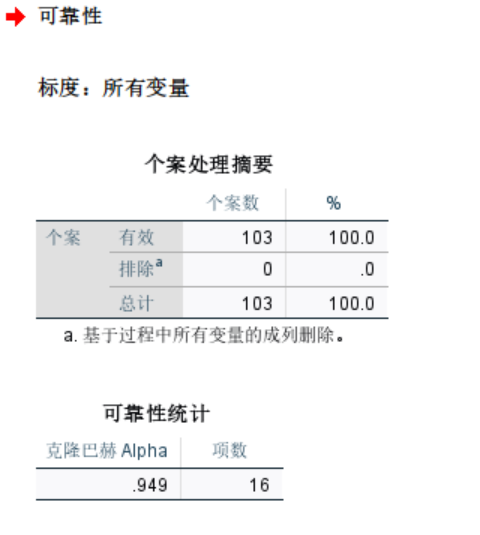 可靠性
标度：所有变量
个案处理摘要
个案数 %
个案 有效 103 100.0
排除a 0 .0
总计 103 100.0
a. 基于过程中所有变量的成列删除。
可靠性统计
克隆巴赫 Alpha 项数
.949 16